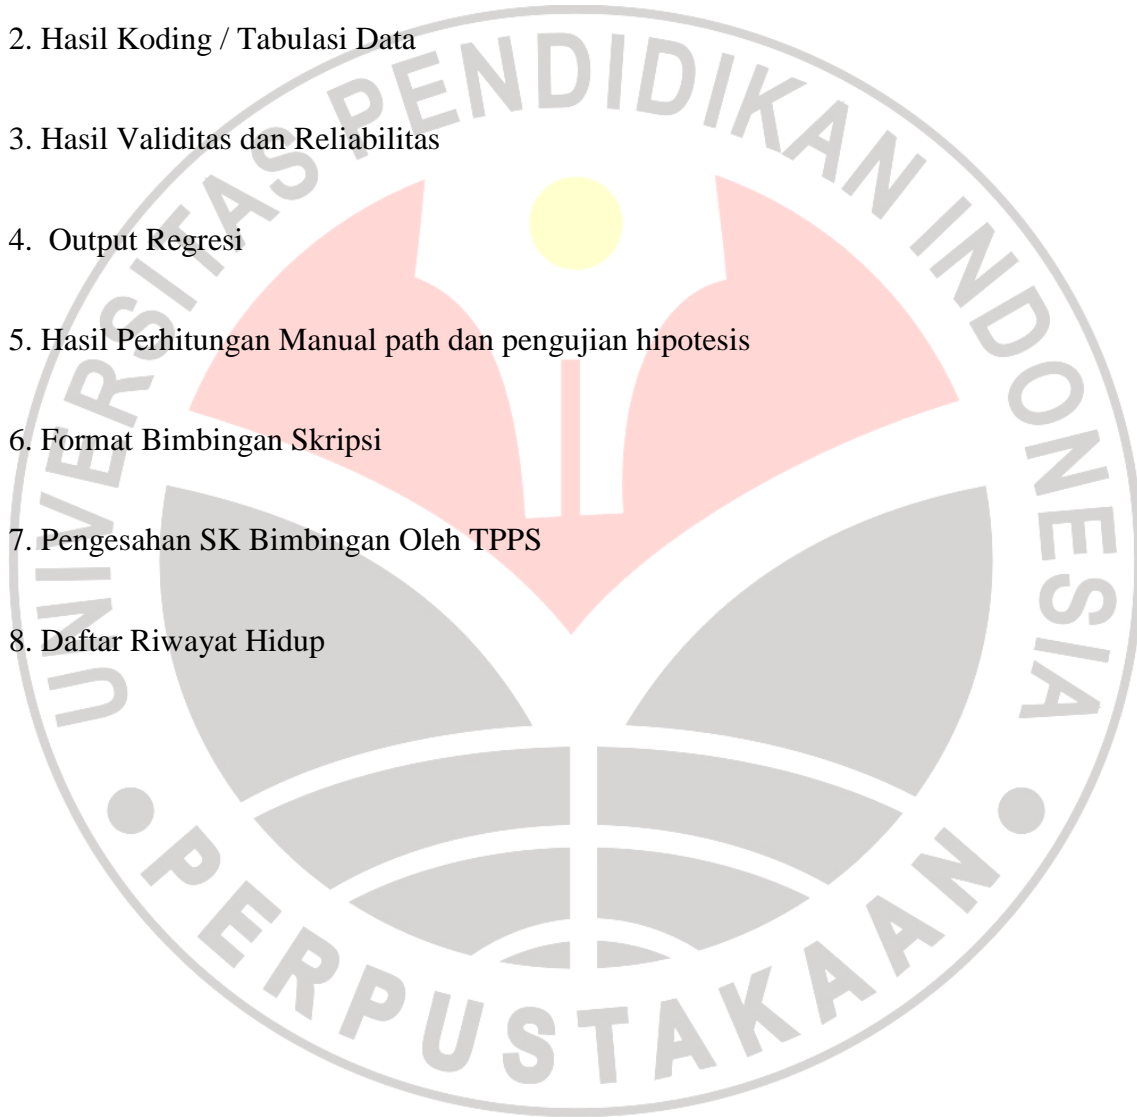 2. Hasil Koding / Tabulasi Data
3. Hasil Validitas dan Reliabilitas
4. Output Regresi
5. Hasil Perhitungan Manual path dan pengujian hipotesis
6. Format Bimbingan Skripsi
7. Pengesahan SK Bimbingan Oleh TPPS
8. Daftar Riwayat Hidup
UNIVERSITAS PENDIDIKAN INDONESIA
PERPUSTAKAAN